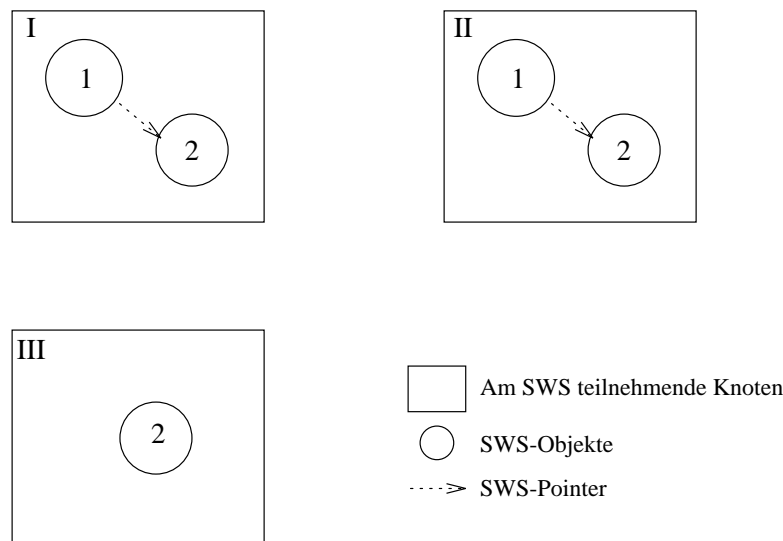 I
1
2
II
1
2
III
2
Am SWS teilnehmende Knoten
SWS-Objekte
SWS-Pointer